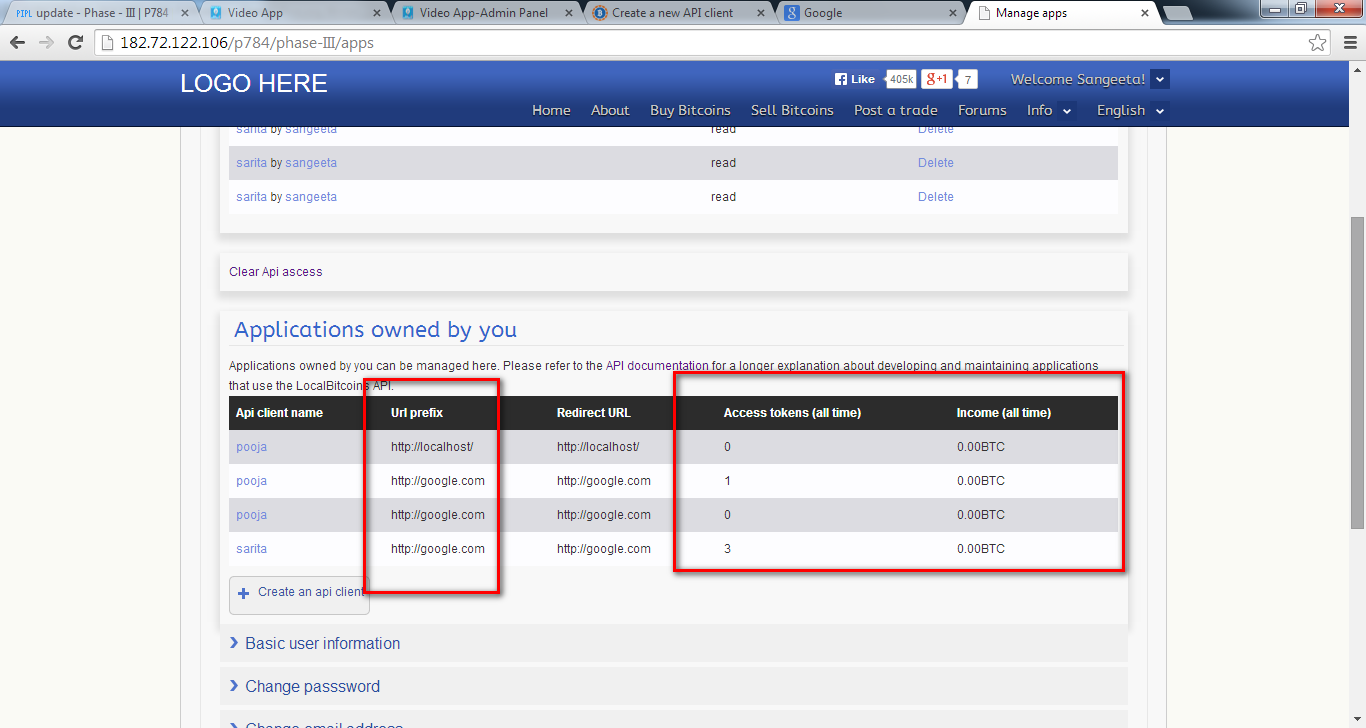 PIPL update - Phase - III | P784
Video App
Video App-Admin Panel
Create a new API client
Google
Manage apps
182.72.122.106/p784/phase-III/apps
LOGO HERE
Like 405k g+1 7 Welcome Sangeeta!
Home About Buy Bitcoins Sell Bitcoins Post a trade Forums Info English
sarita by sangeeta read Delete
sarita by sangeeta read Delete
sarita by sangeeta read Delete
Clear Api ascess
Applications owned by you
Applications owned by you can be managed here. Please refer to the API documentation for a longer explanation about developing and maintaining applications
that use the LocalBitcoins API.
Api client name Url prefix Redirect URL Access tokens (all time) Income (all time)
pooja http://localhost/ http://localhost/ 0 0.00BTC
pooja http://google.com http://google.com 1 0.00BTC
pooja http://google.com http://google.com 0 0.00BTC
sarita http://google.com http://google.com 3 0.00BTC
+ Create an api client
Basic user information
Change passsword
Change email address